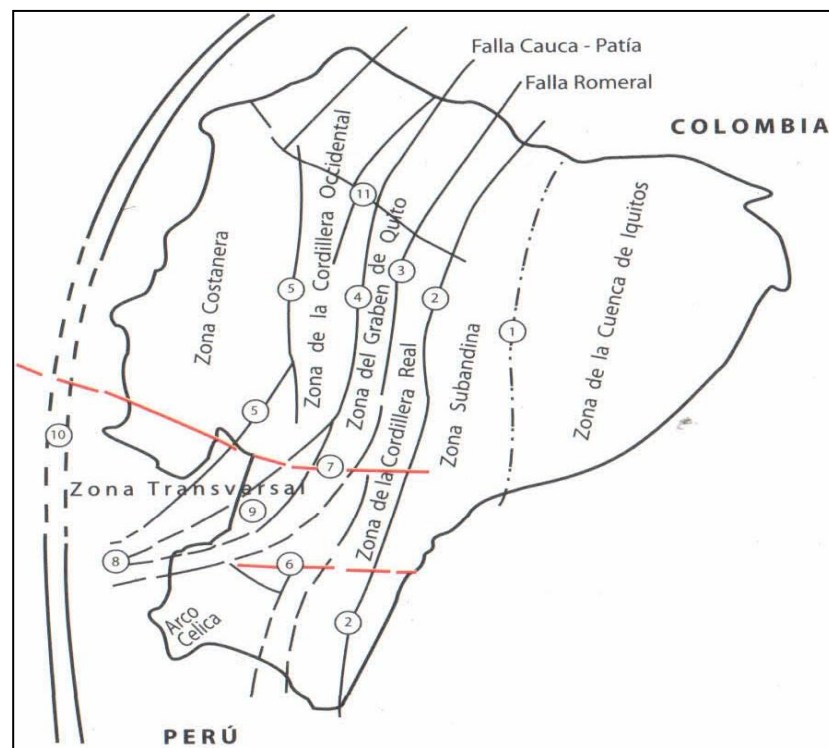 Falla Cauca - Patía
Falla Romeral
COLOMBIA
Zona Costanera
Zona de la Cordillera Occidental
Zona del Graben de Quito
Zona de la Cordillera Real
Zona Subandina
Zona de la Cuenca de Iquitos
11
3
5
4
2
1
5
10
7
Zona Transversal
9
8
6
Arco
Celica
2
PERÚ